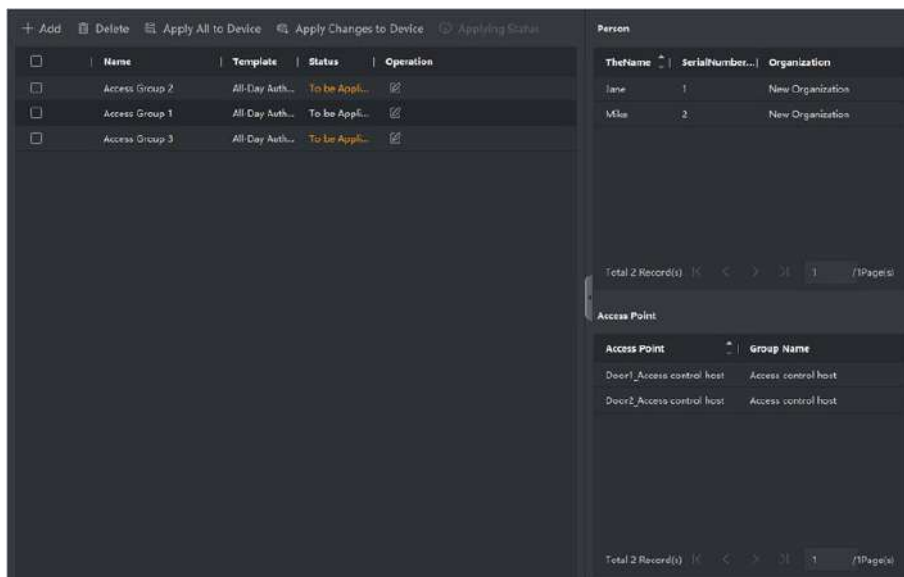 Add Delete Apply All to Device Apply Changes to Device Applying Status
Name Template Status Operation
Access Group 2 All-Day Auth... To be Appli...
Access Group 1 All-Day Auth... To be Appli...
Access Group 3 All-Day Auth... To be Appli...
Person
TheName SerialNumber... Organization
Jane 1 New Organization
Mike 2 New Organization
Total 2 Record(s) 1 /1Page(s)
Access Point
Access Point Group Name
Door1_Access control host Access control host
Door2_Access control host Access control host
Total 2 Record(s) 1 /1Page(s)